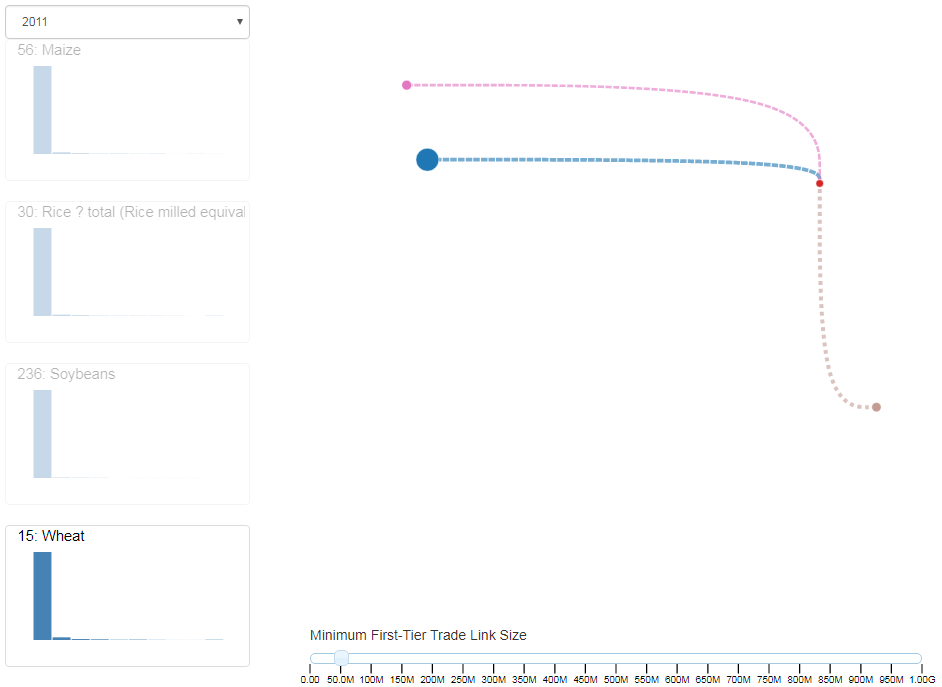 2011
56: Maize
30: Rice ? total (Rice milled equival
236: Soybeans
15: Wheat
Minimum First-Tier Trade Link Size
0.00 50.0M 100M 150M 200M 250M 300M 350M 400M 450M 500M 550M 600M 650M 700M 750M 800M 850M 900M 950M 1.00G